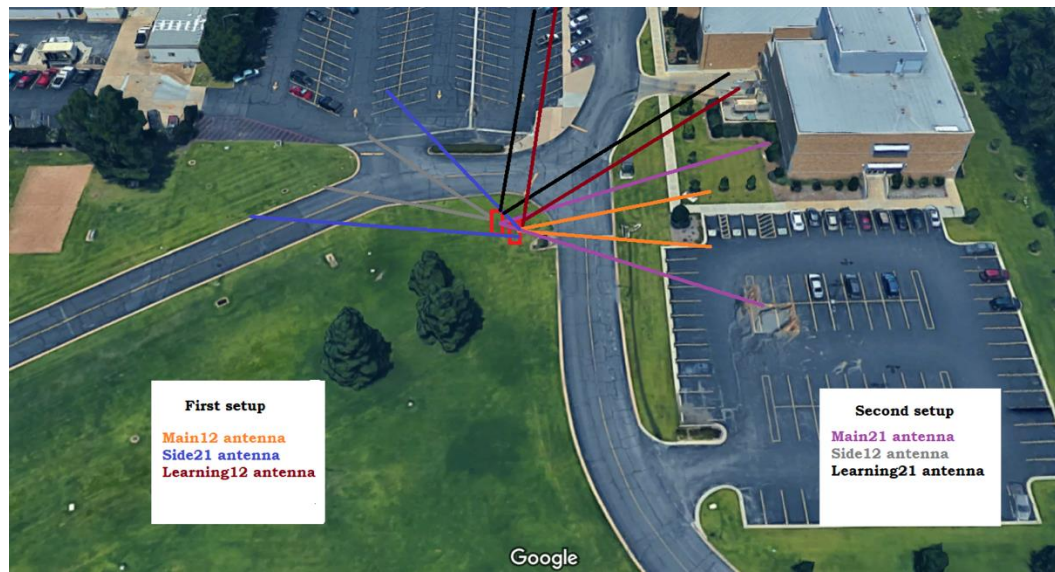 First setup
Main12 antenna
Side21 antenna
Learning12 antenna
Second setup
Main21 antenna
Side12 antenna
Learning21 antenna
Google